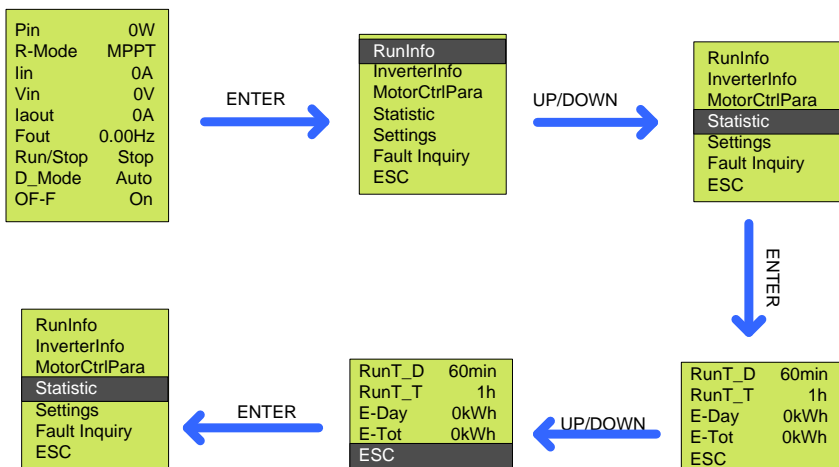 Pin 0W
R-Mode MPPT
Iin 0A
Vin 0V
Iaout 0A
Fout 0.00Hz
Run/Stop Stop
D_Mode Auto
OF-F On
ENTER
RunInfo
InverterInfo
MotorCtrlPara
Statistic
Settings
Fault Inquiry
ESC
UP/DOWN
RunInfo
InverterInfo
MotorCtrlPara
Statistic
Settings
Fault Inquiry
ESC
ENTER
RunT_D 60min
RunT_T 1h
E-Day 0kWh
E-Tot 0kWh
ESC
UP/DOWN
RunT_D 60min
RunT_T 1h
E-Day 0kWh
E-Tot 0kWh
ESC
ENTER
RunInfo
InverterInfo
MotorCtrlPara
Statistic
Settings
Fault Inquiry
ESC